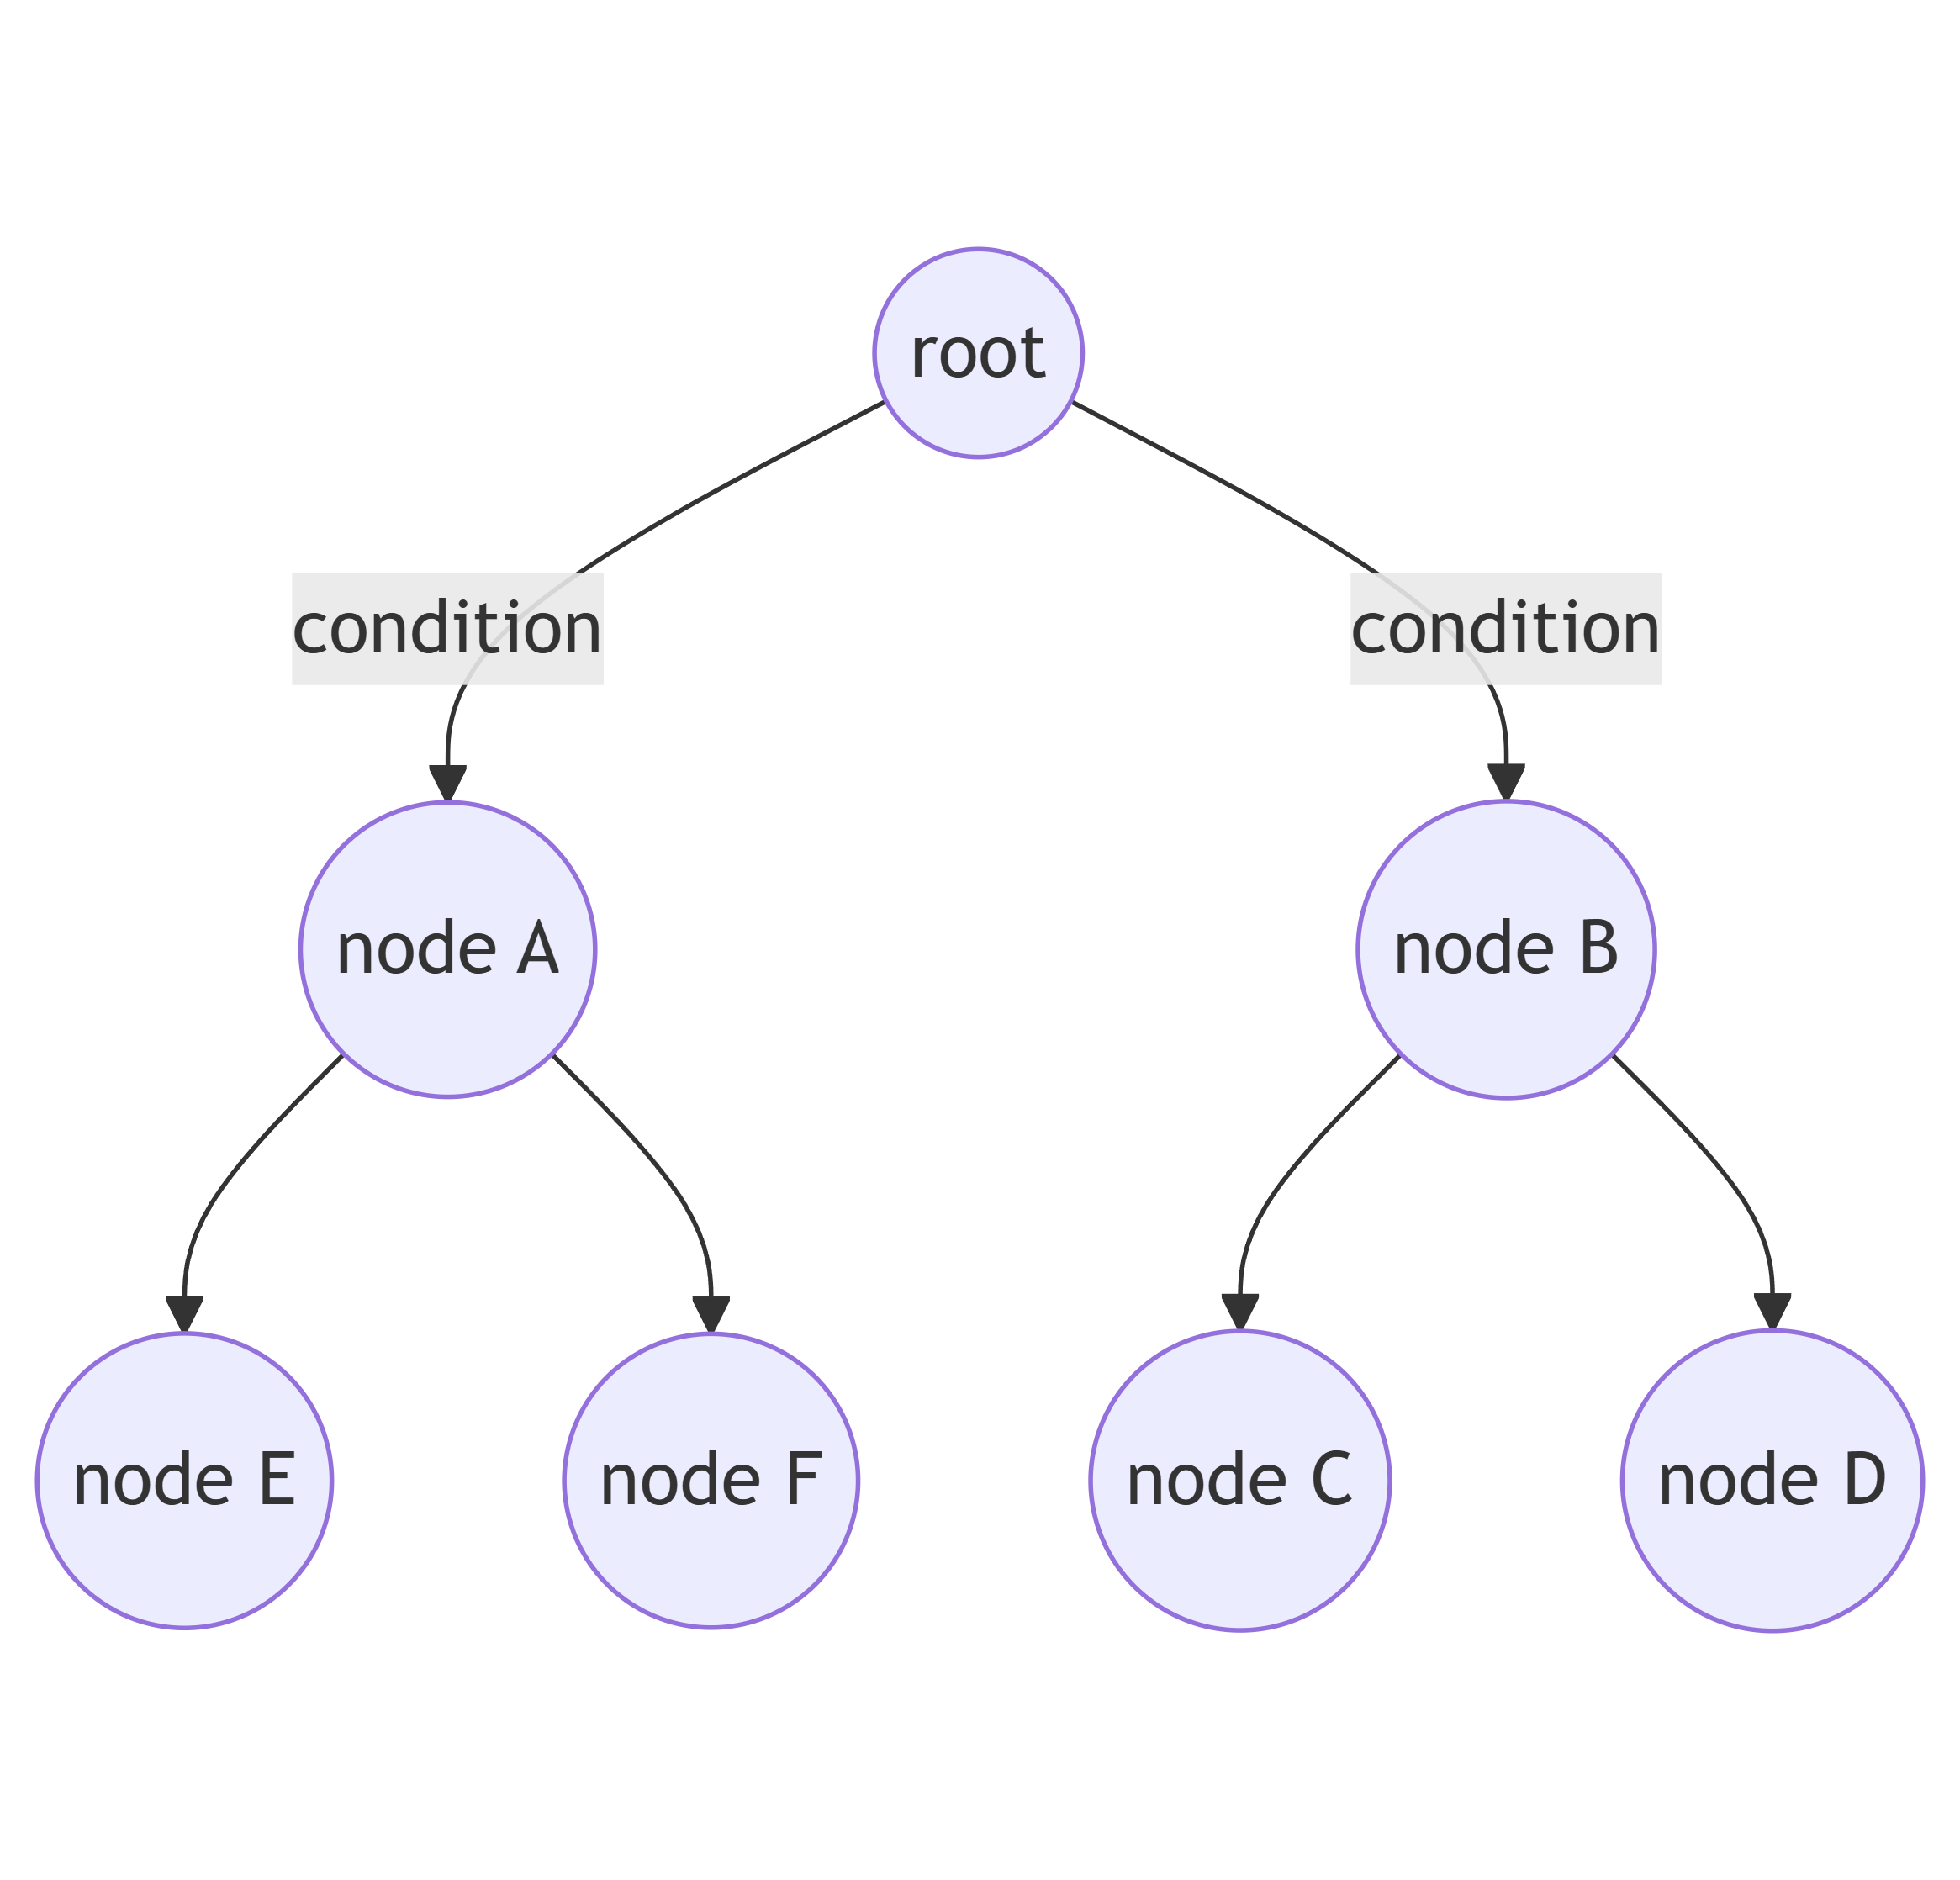 root
condition
condition
node A
node B
node E
node F
node C
node D